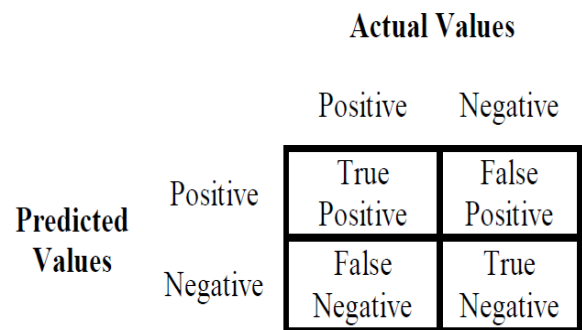 Actual Values
Positive Negative
Positive
True
Positive
False
Positive
Predicted
Values
Negative
False
Negative
True
Negative